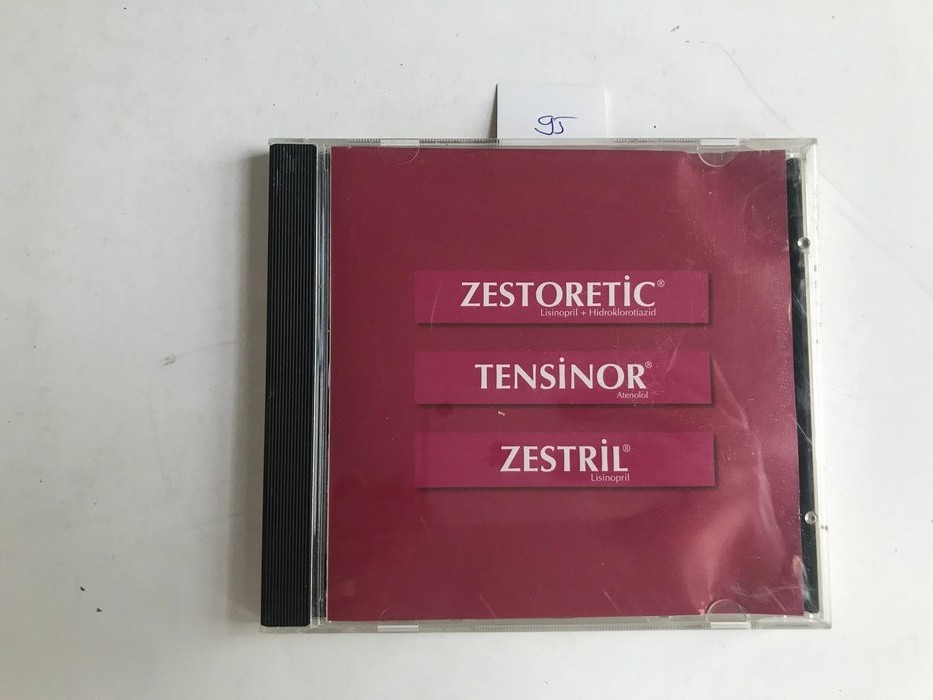 95
ZESTORETİC®
Lisinopril + Hidroklorotiazid
TENSİNOR®
Atenolol
ZESTRİL®
Lisinopril